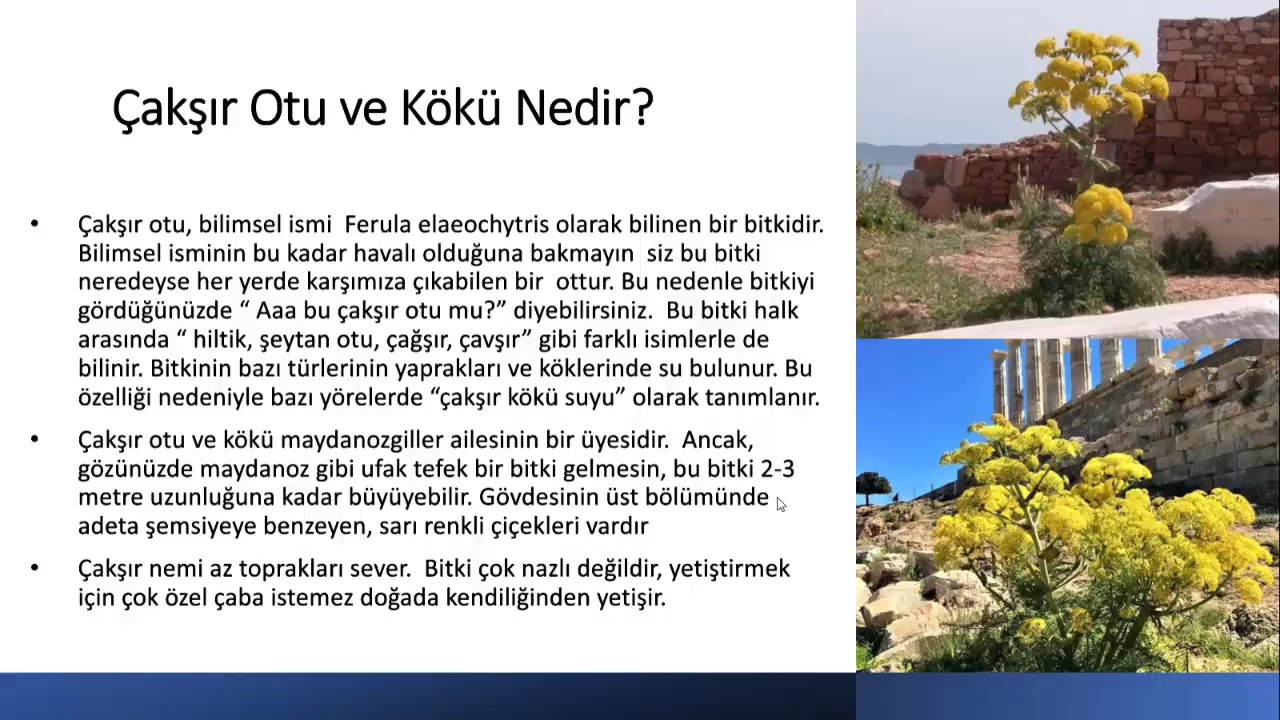 Çakşır Otu ve Kökü Nedir?
• Çakşır otu, bilimsel ismi  Ferula elaeochytris olarak bilinen bir bitkidir.
Bilimsel isminin bu kadar havalı olduğuna bakmayın  siz bu bitki
neredeyse her yerde karşımıza çıkabilen bir  ottur. Bu nedenle bitkiyi
gördüğünüzde “ Aaa bu çakşır otu mu?” diyebilirsiniz.  Bu bitki halk
arasında “ hiltik, şeytan otu, çağşır, çavşır” gibi farklı isimlerle de
bilinir. Bitkinin bazı türlerinin yaprakları ve köklerinde su bulunur. Bu
özelliği nedeniyle bazı yörelerde “çakşır kökü suyu” olarak tanımlanır.
• Çakşır otu ve kökü maydanozgiller ailesinin bir üyesidir.  Ancak,
gözünüzde maydanoz gibi ufak tefek bir bitki gelmesin, bu bitki 2-3
metre uzunluğuna kadar büyüyebilir. Gövdesinin üst bölümünde
adeta şemsiyeye benzeyen, sarı renkli çiçekleri vardır
• Çakşır nemi az toprakları sever.  Bitki çok nazlı değildir, yetiştirmek
için çok özel çaba istemez doğada kendiliğinden yetişir.